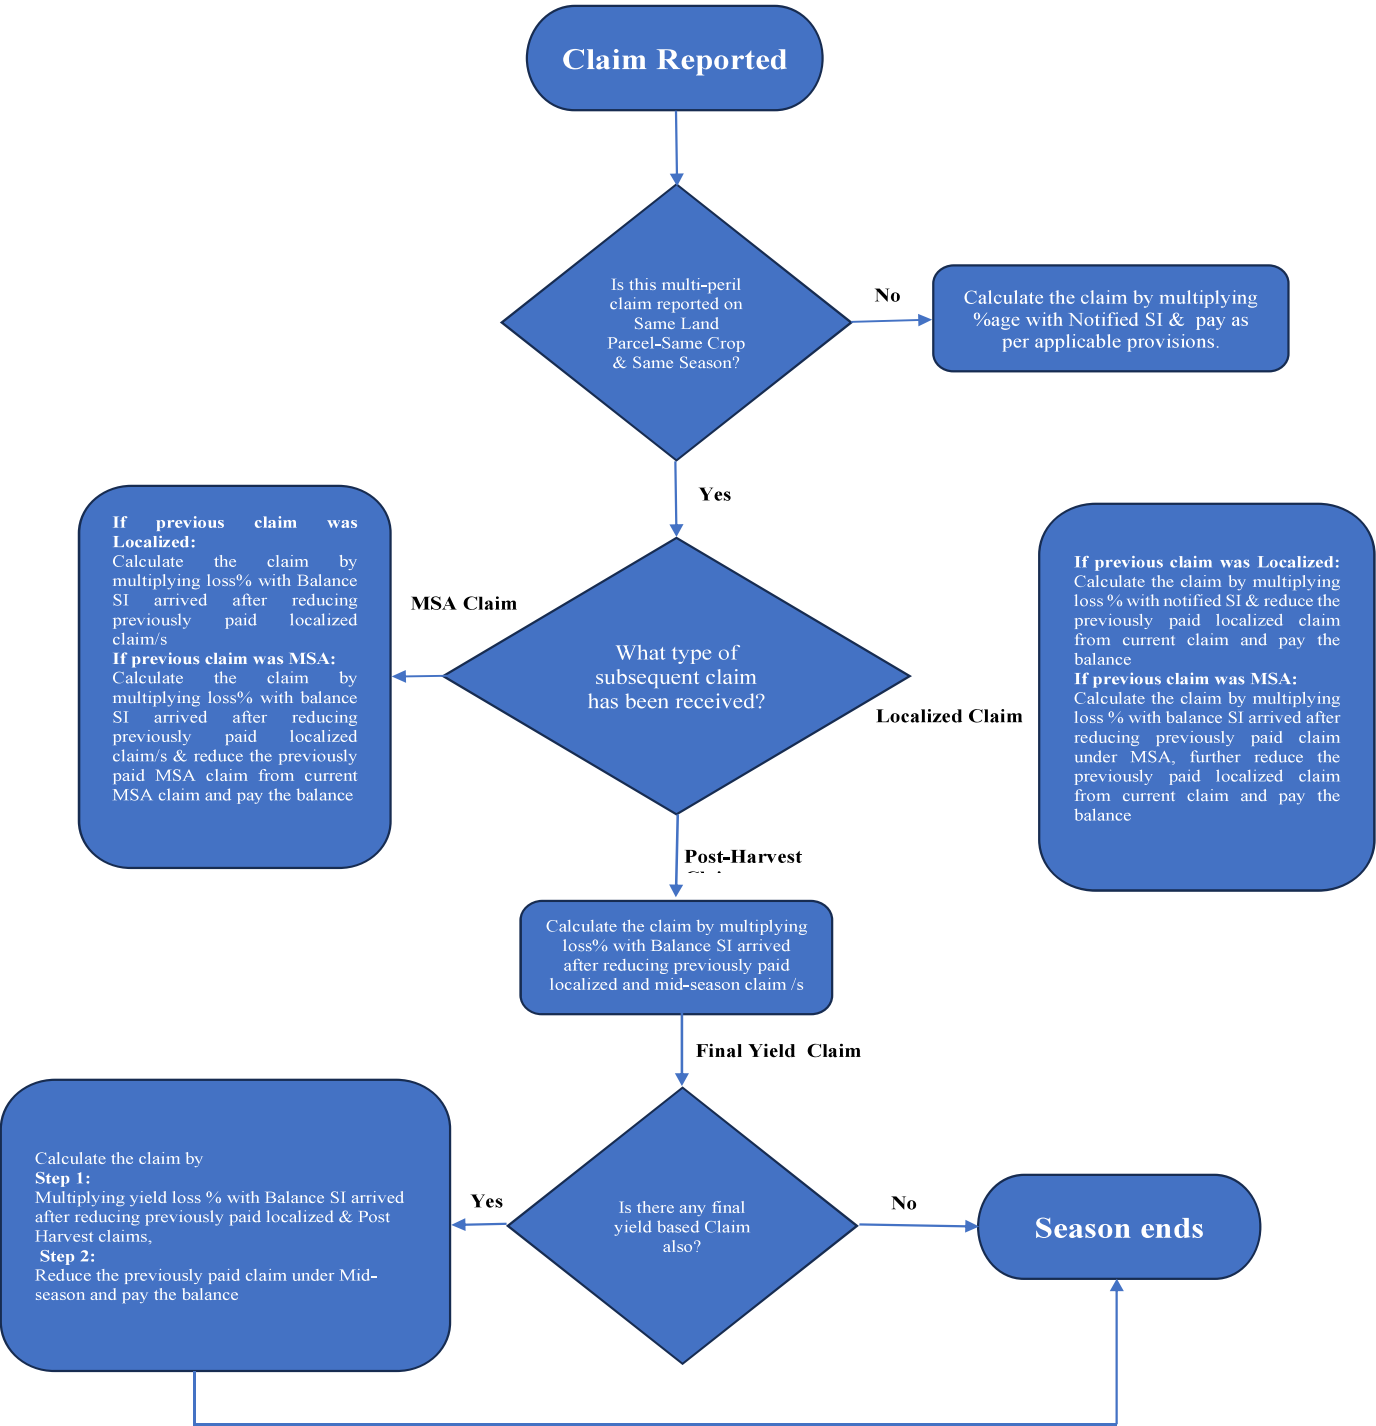 Claim Reported
Is this multi-peril
claim reported on
Same Land
Parcel-Same Crop
& Same Season?
No
Calculate the claim by multiplying
%age with Notified SI & pay as
per applicable provisions.
Yes
If previous claim was
Localized:
Calculate the claim by
multiplying loss% with Balance
SI arrived after reducing
previously paid localized
claim/s
If previous claim was MSA:
Calculate the claim by
multiplying loss% with balance
SI arrived after reducing
previously paid localized
claim/s & reduce the previously
paid MSA claim from current
MSA claim and pay the balance
MSA Claim
What type of
subsequent claim
has been received?
Localized Claim
If previous claim was Localized:
Calculate the claim by multiplying
loss % with notified SI & reduce the
previously paid localized claim
from current claim and pay the
balance
If previous claim was MSA:
Calculate the claim by multiplying
loss % with balance SI arrived after
reducing previously paid claim
under MSA, further reduce the
previously paid localized claim
from current claim and pay the
balance
Post-Harvest
Calculate the claim by multiplying
loss% with Balance SI arrived
after reducing previously paid
localized and mid-season claim /s
Final Yield Claim
Calculate the claim by
Step 1:
Multiplying yield loss % with Balance SI arrived
after reducing previously paid localized & Post
Harvest claims,
Step 2:
Reduce the previously paid claim under Mid-
season and pay the balance
Yes
Is there any final
yield based Claim
also?
No
Season ends